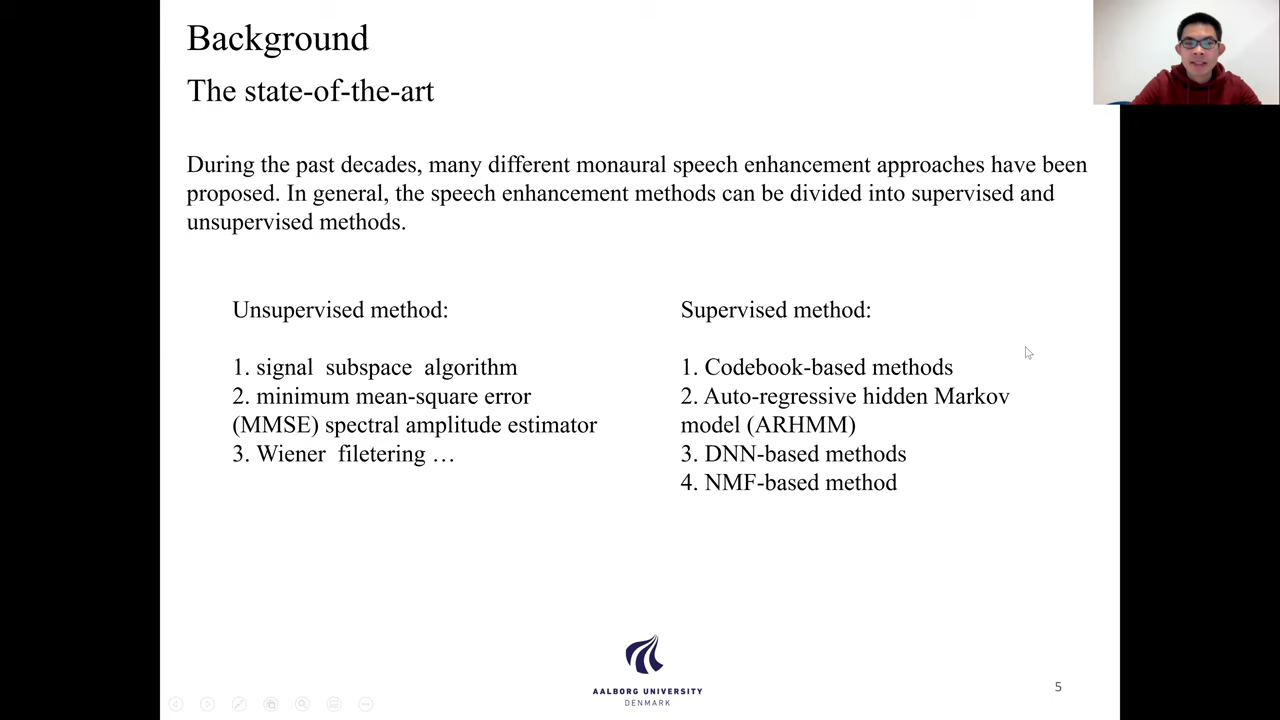 Background
The state-of-the-art
During the past decades, many different monaural speech enhancement approaches have been
proposed. In general, the speech enhancement methods can be divided into supervised and
unsupervised methods.
Unsupervised method:
1. signal subspace algorithm
2. minimum mean-square error
(MMSE) spectral amplitude estimator
3. Wiener filetering …
Supervised method:
1. Codebook-based methods
2. Auto-regressive hidden Markov
model (ARHMM)
3. DNN-based methods
4. NMF-based method
AALBORG UNIVERSITY
DENMARK
5